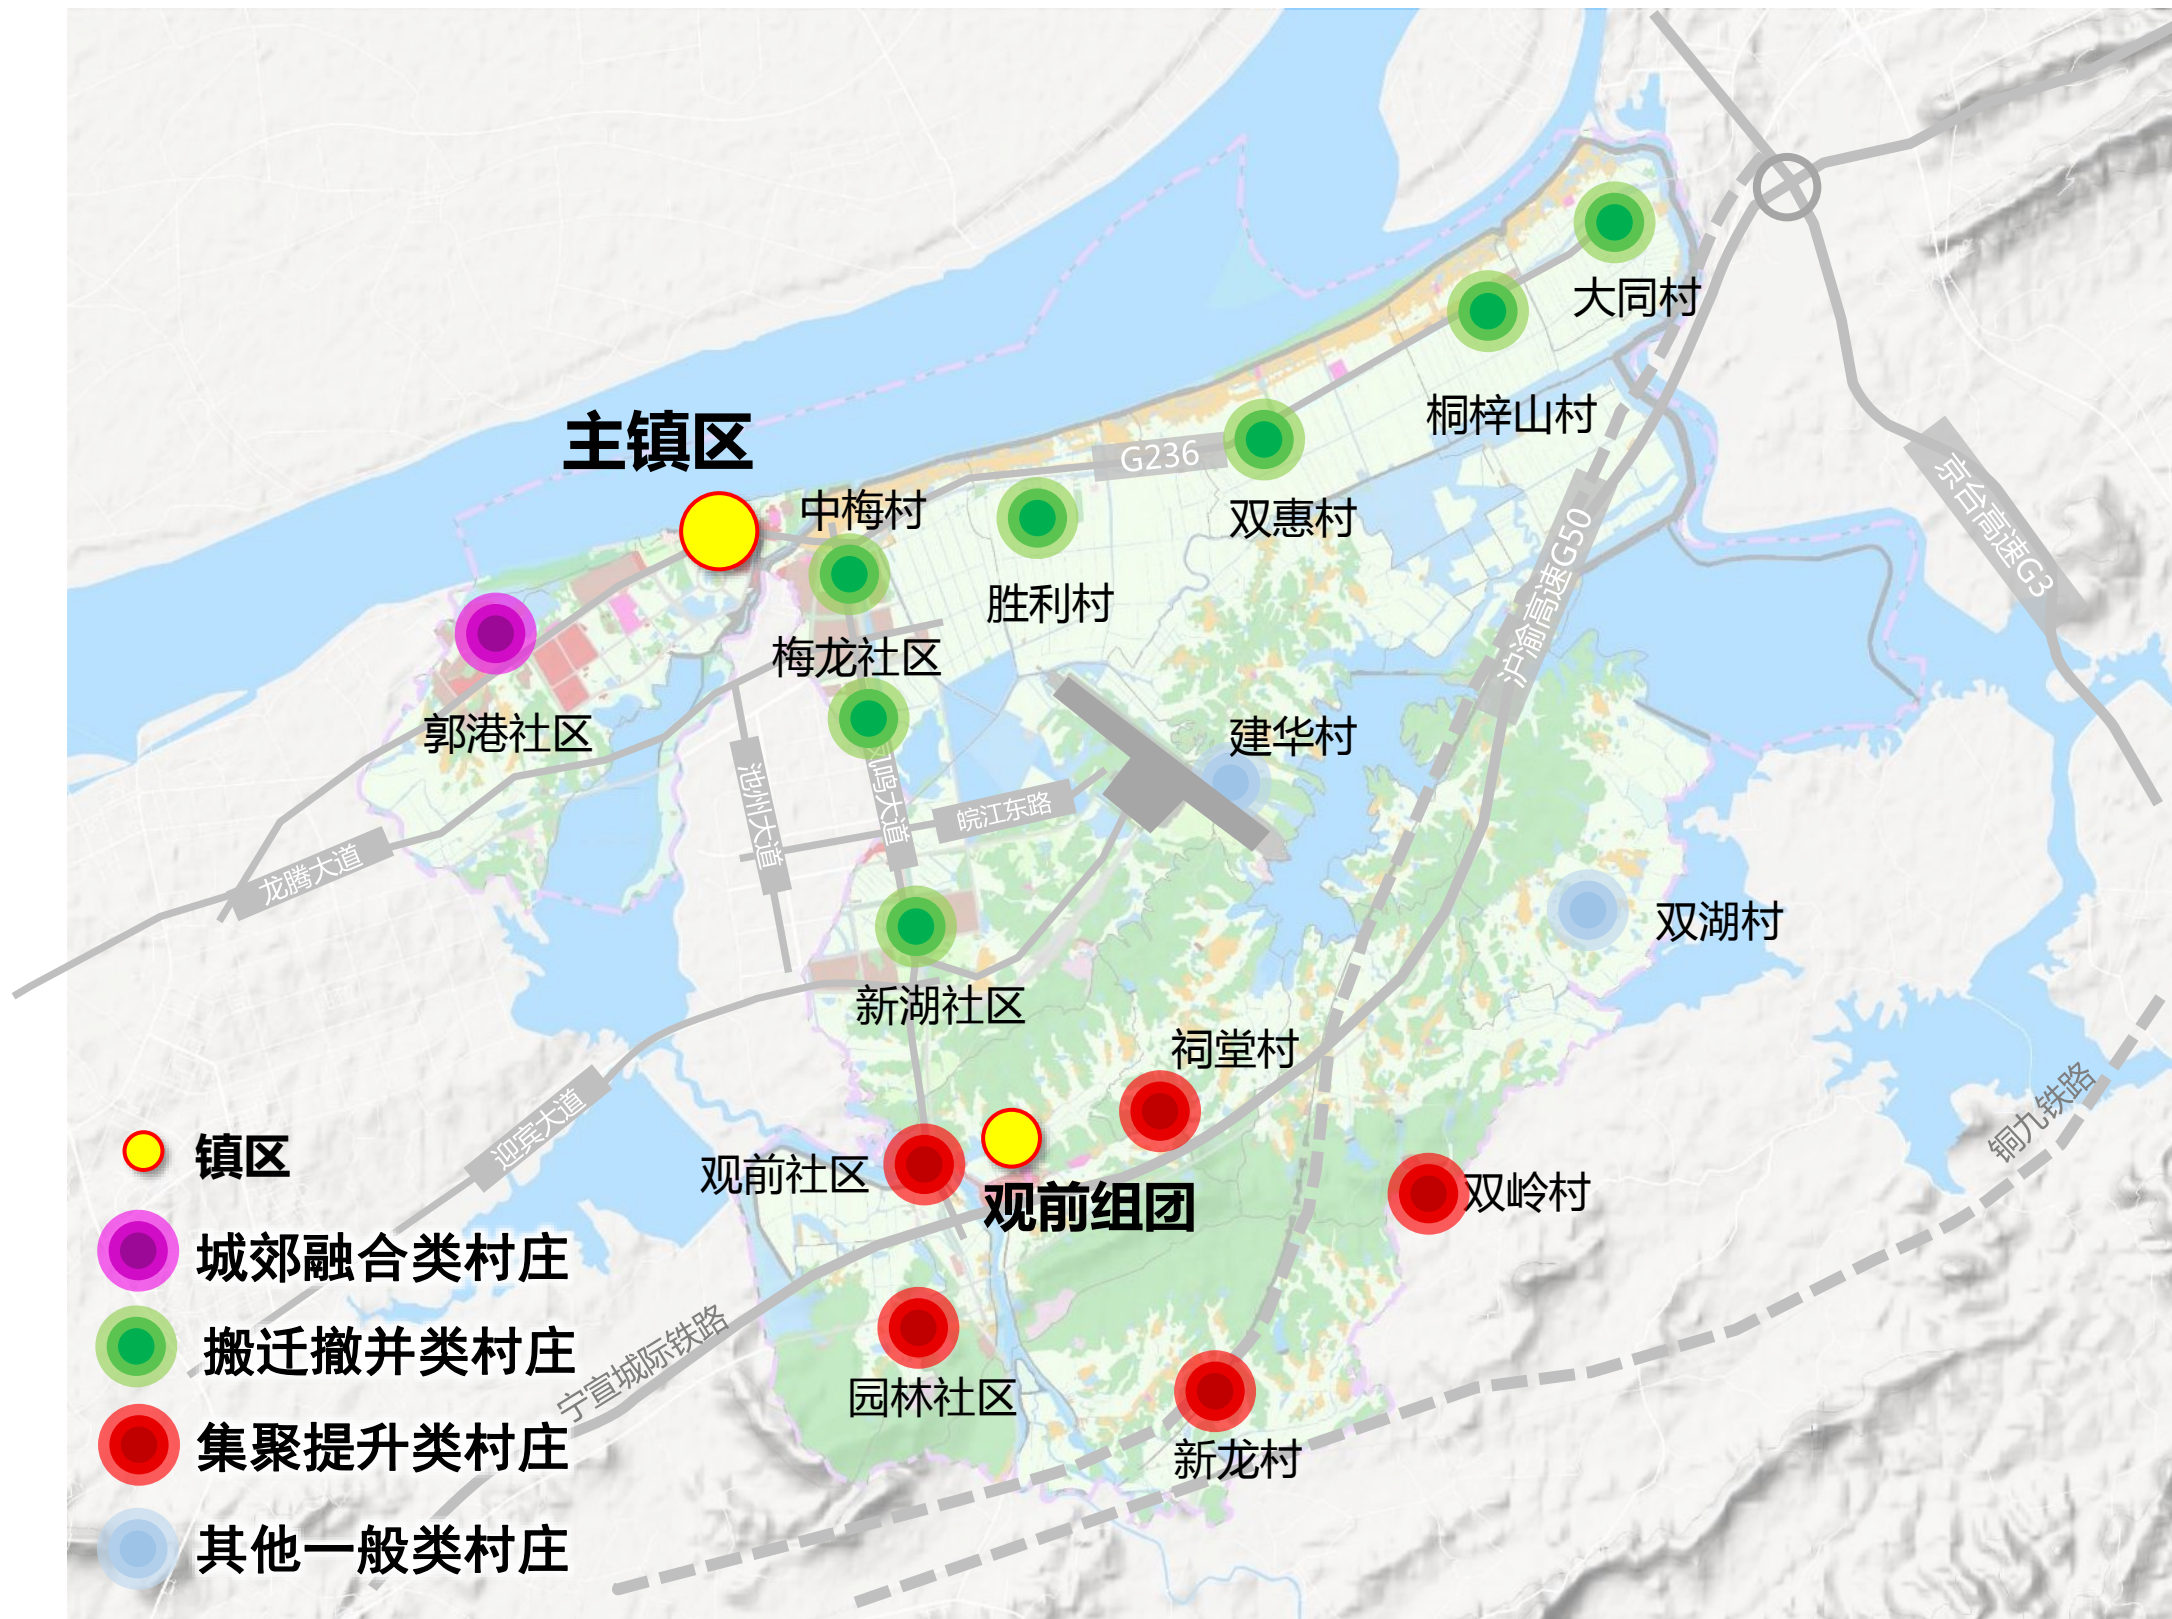 大同村
桐梓山村
主镇区
G236
中梅村
双惠村
京台高速G3
胜利村
沪渝高速G50
梅龙社区
郭港社区
建华村
池州大道
凤鸣大道
皖江东路
龙腾大道
双湖村
新湖社区
祠堂村
迎宾大道
铜九铁路
镇区
观前社区
观前组团
双岭村
城郊融合类村庄
搬迁撤并类村庄
宁宣城际铁路
园林社区
集聚提升类村庄
新龙村
其他一般类村庄